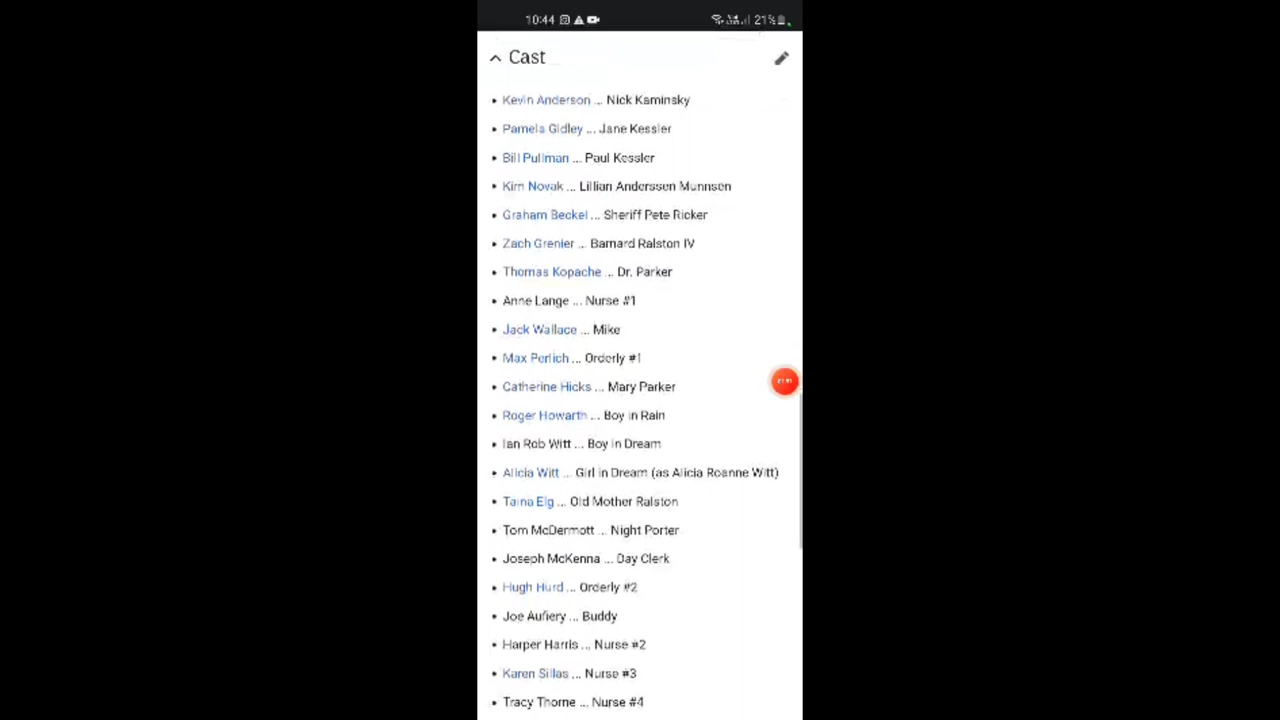 10:44 21%
Cast
• Kevin Anderson ... Nick Kaminsky
• Pamela Gidley ... Jane Kessler
• Bill Pullman ... Paul Kessler
• Kim Novak ... Lillian Anderssen Munnsen
• Graham Beckel ... Sheriff Pete Ricker
• Zach Grenier ... Barnard Ralston IV
• Thomas Kopache ... Dr. Parker
• Anne Lange ... Nurse #1
• Jack Wallace ... Mike
• Max Perlich ... Orderly #1
• Catherine Hicks ... Mary Parker
• Roger Howarth ... Boy in Rain
• Ian Rob Witt ... Boy in Dream
• Alicia Witt ... Girl in Dream (as Alicia Roanne Witt)
• Taina Elg ... Old Mother Ralston
• Tom McDermott ... Night Porter
• Joseph McKenna ... Day Clerk
• Hugh Hurd ... Orderly #2
• Joe Aufiery ... Buddy
• Harper Harris ... Nurse #2
• Karen Sillas ... Nurse #3
• Tracy Thorne ... Nurse #4